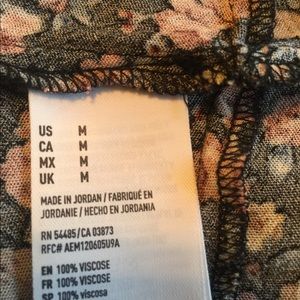 US M
CA M
MX M
UK M
MADE IN JORDAN / FABRIQUÉ EN
JORDANIE / HECHO EN JORDANIA
RN 54485/CA 03873
RFC# AEM120605U9A
EN 100% VISCOSE
FR 100% VISCOSE
SP 100% viscosa